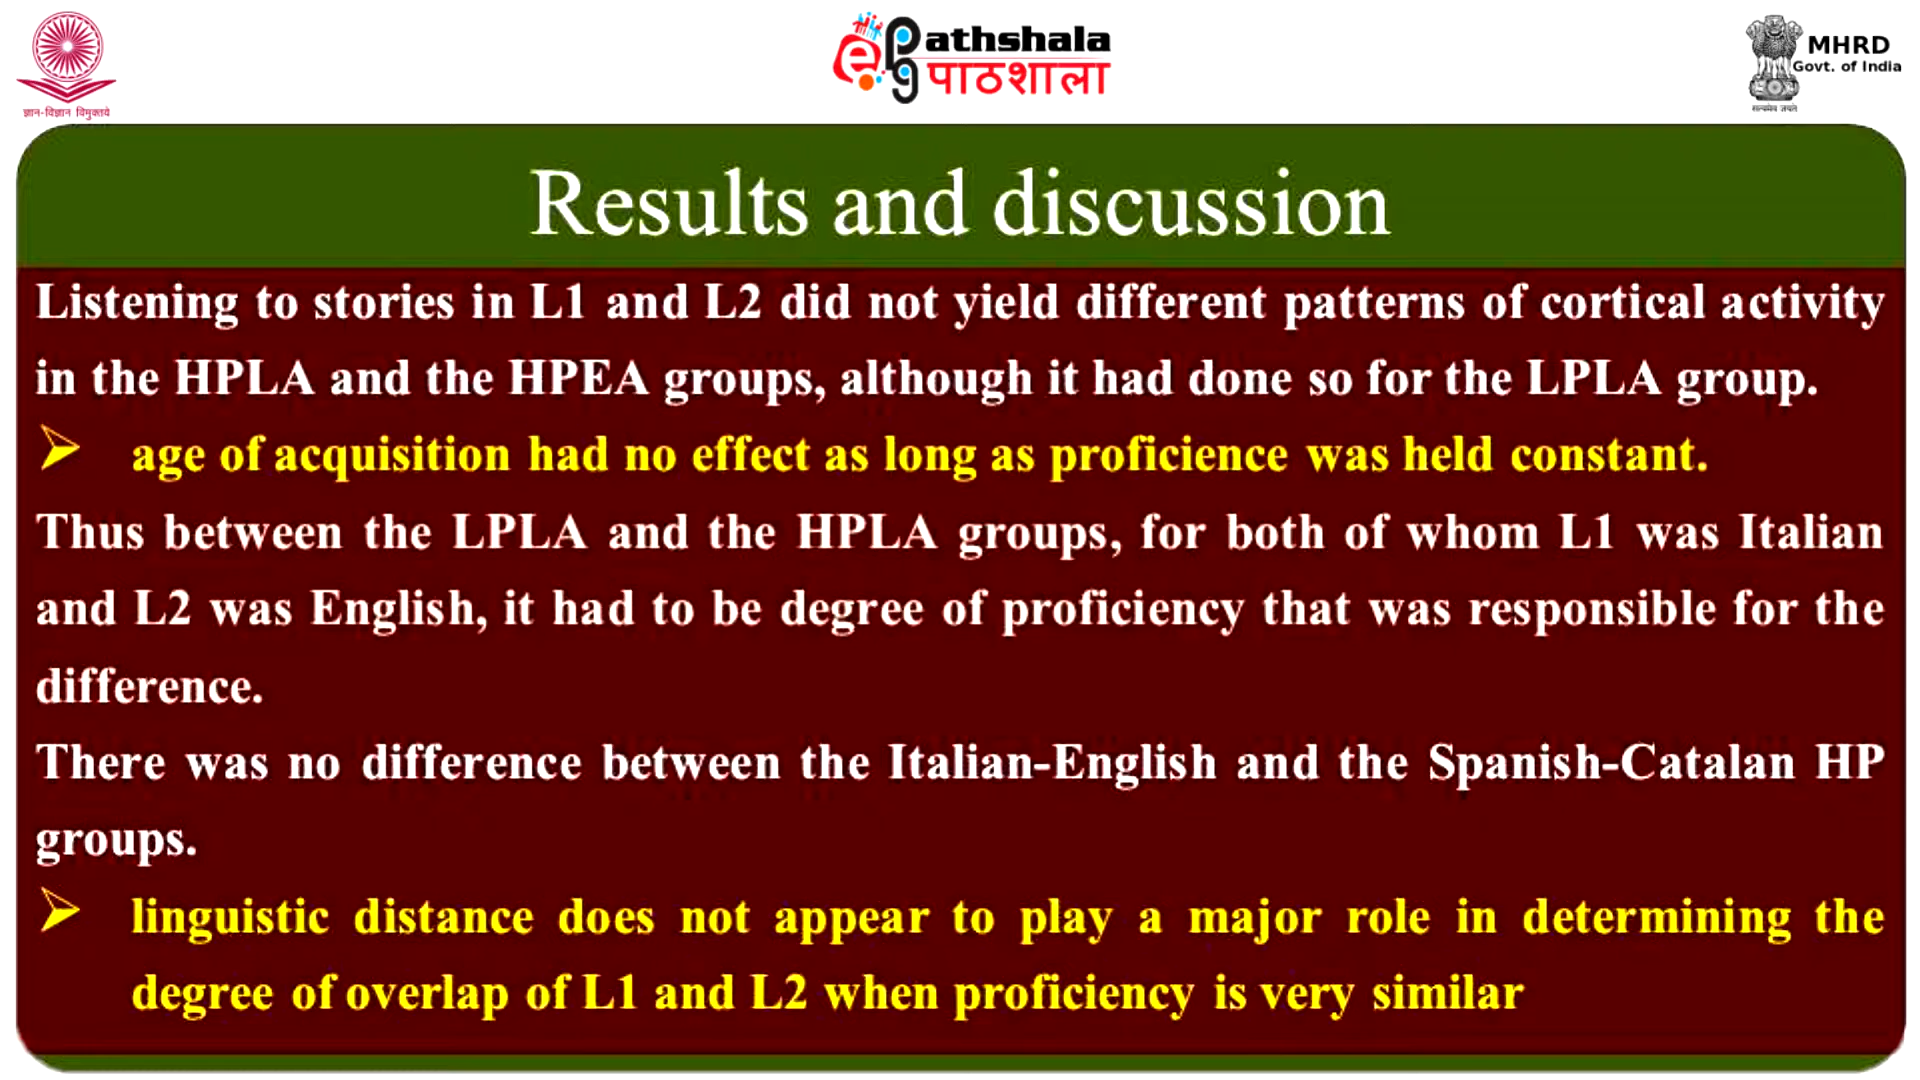 ज्ञान-विज्ञान विमुक्तये
ePG Pathshala
पाठशाला
MHRD
Govt. of India
सत्यमेव जयते
Results and discussion
Listening to stories in L1 and L2 did not yield different patterns of cortical activity
in the HPLA and the HPEA groups, although it had done so for the LPLA group.
age of acquisition had no effect as long as proficience was held constant.
Thus between the LPLA and the HPLA groups, for both of whom L1 was Italian
and L2 was English, it had to be degree of proficiency that was responsible for the
difference.
There was no difference between the Italian-English and the Spanish-Catalan HP
groups.
linguistic distance does not appear to play a major role in determining the
degree of overlap of L1 and L2 when proficiency is very similar